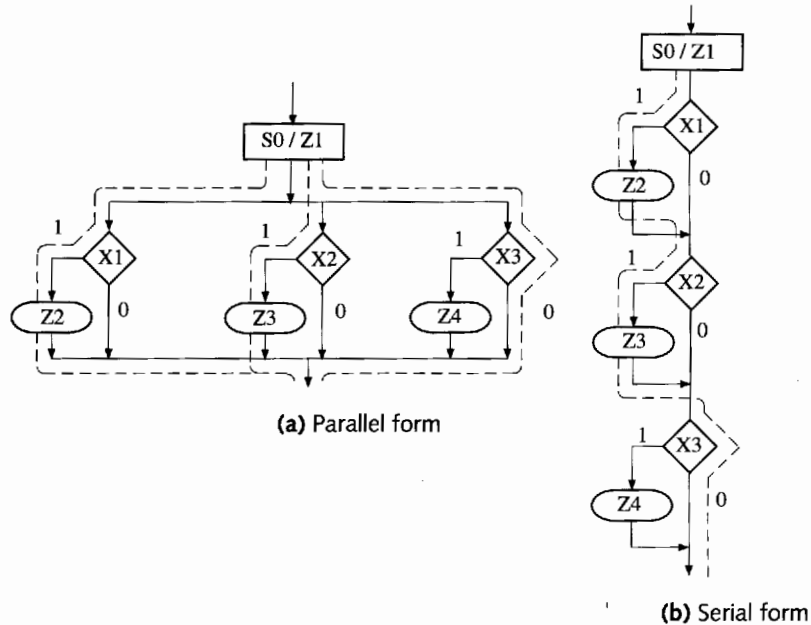 S0 / Z1
1
X1
0
Z2
1
X2
0
Z3
1
X3
0
Z4
(a) Parallel form
S0 / Z1
1
X1
0
Z2
1
X2
0
Z3
1
X3
0
Z4
(b) Serial form